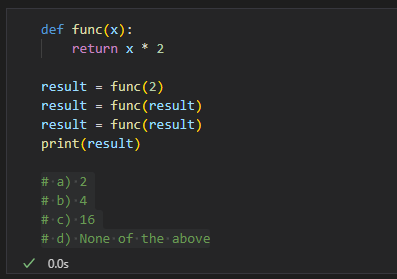 def func(x):
    return x * 2

result = func(2)
result = func(result)
result = func(result)
print(result)

# a) 2
# b) 4
# c) 16
# d) None of the above
0.0s